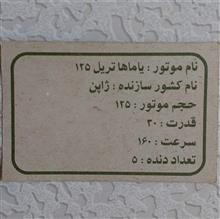 نام موتور : یاماها تریل ۱۲۵
نام کشور سازنده : ژاپن
حجم موتور : ۱۲۵
قدرت : ۳۰
سرعت : ۱۶۰
تعداد دنده : ۵